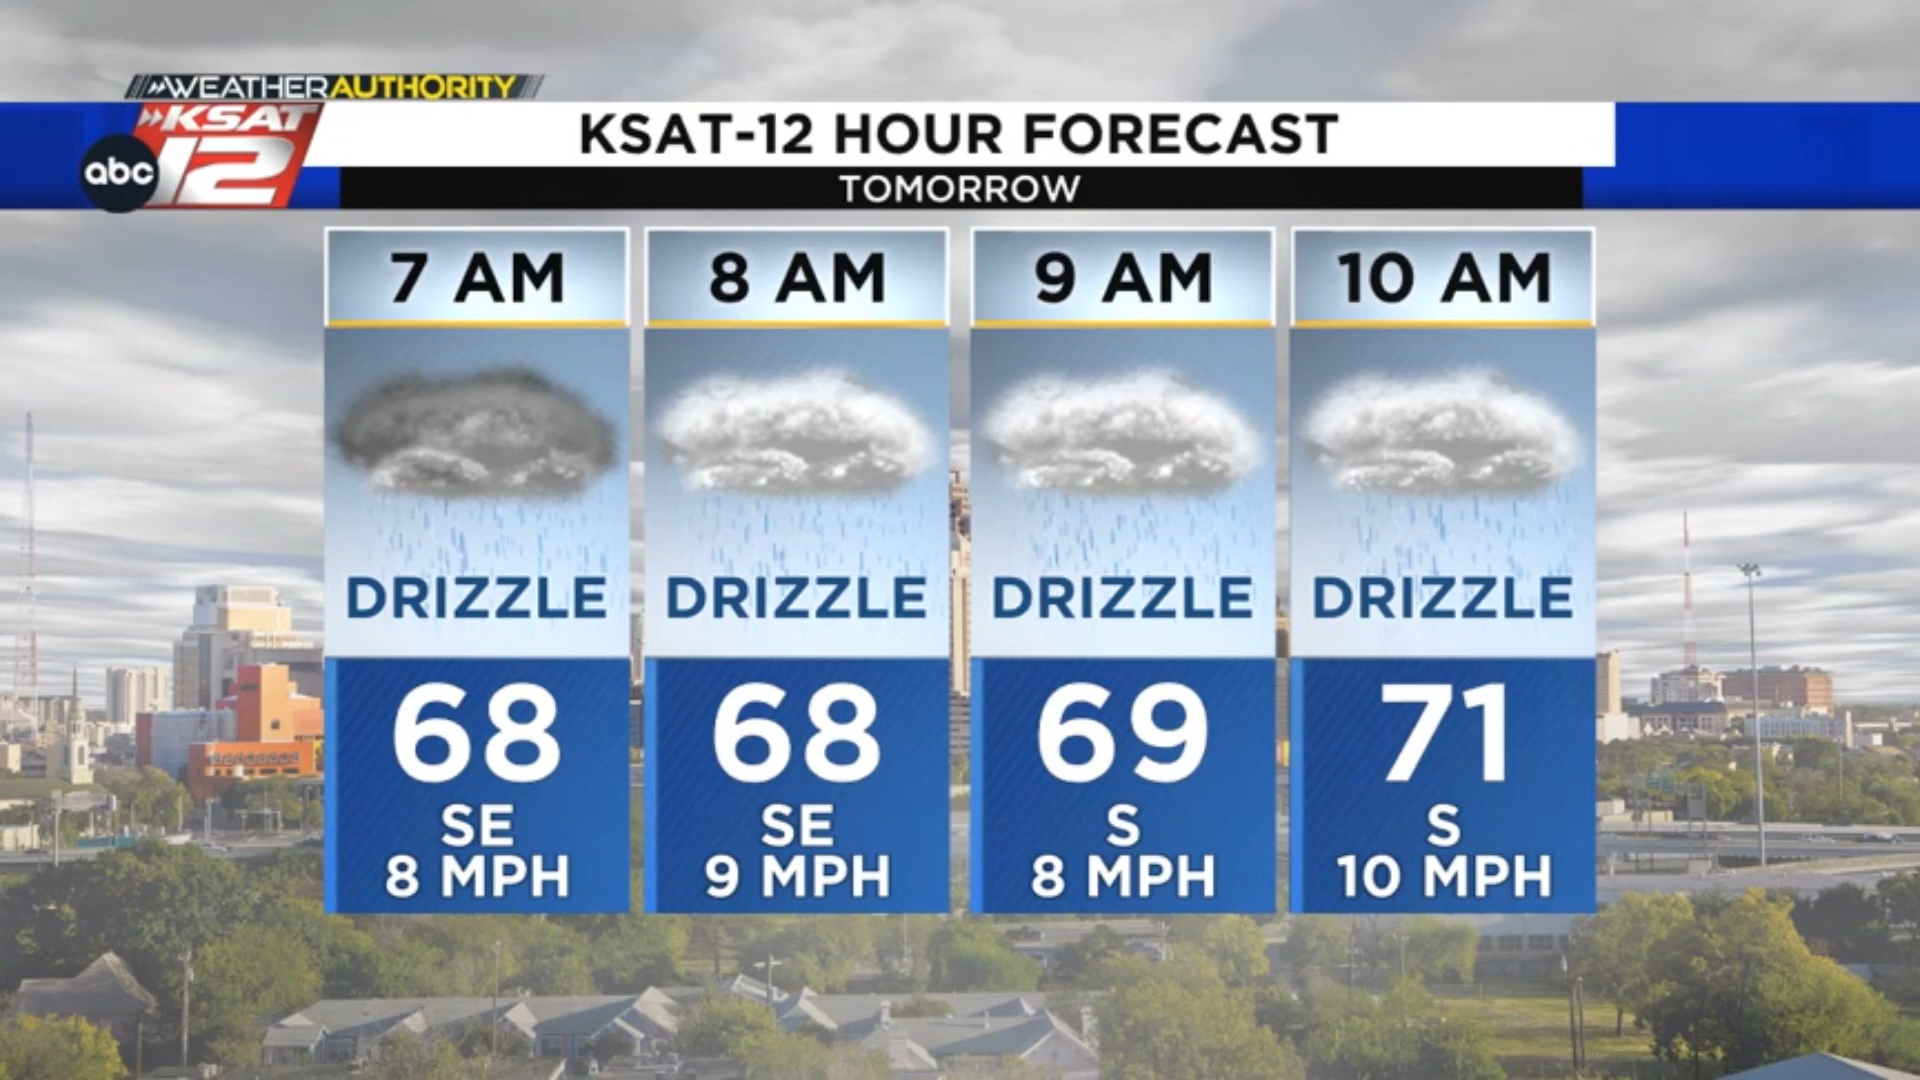 WEATHERAUTHORITY
KSAT
12
abc
KSAT-12 HOUR FORECAST
TOMORROW
7 AM
DRIZZLE
68
SE
8 MPH
8 AM
DRIZZLE
68
SE
9 MPH
9 AM
DRIZZLE
69
S
8 MPH
10 AM
DRIZZLE
71
S
10 MPH